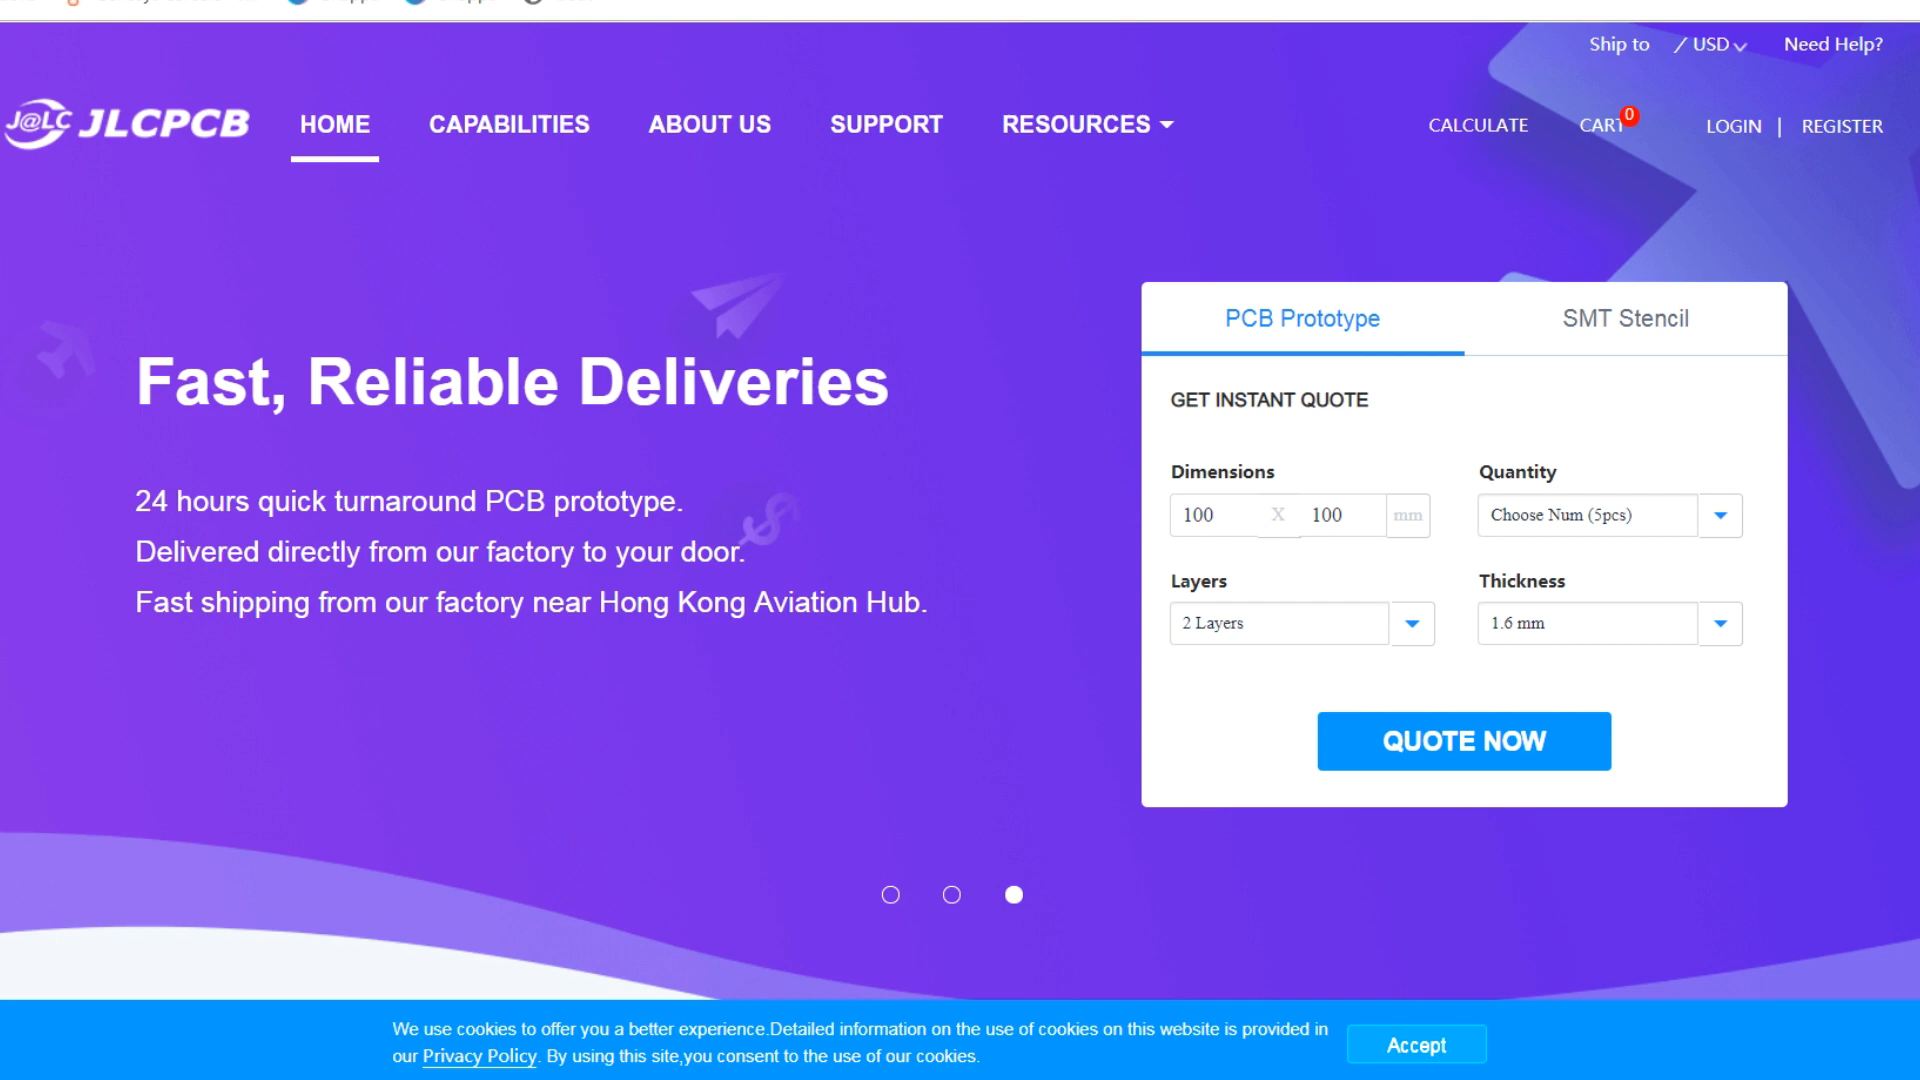 Ship to / USD Need Help?
J@LC JLCPCB HOME CAPABILITIES ABOUT US SUPPORT RESOURCES CALCULATE CART 0 LOGIN | REGISTER
PCB Prototype SMT Stencil
Fast, Reliable Deliveries
GET INSTANT QUOTE
24 hours quick turnaround PCB prototype.
Delivered directly from our factory to your door.
Fast shipping from our factory near Hong Kong Aviation Hub.
Dimensions Quantity
100 X 100 mm Choose Num (5pcs)
Layers Thickness
2 Layers 1.6 mm
QUOTE NOW
We use cookies to offer you a better experience.Detailed information on the use of cookies on this website is provided in
our Privacy Policy. By using this site,you consent to the use of our cookies.
Accept